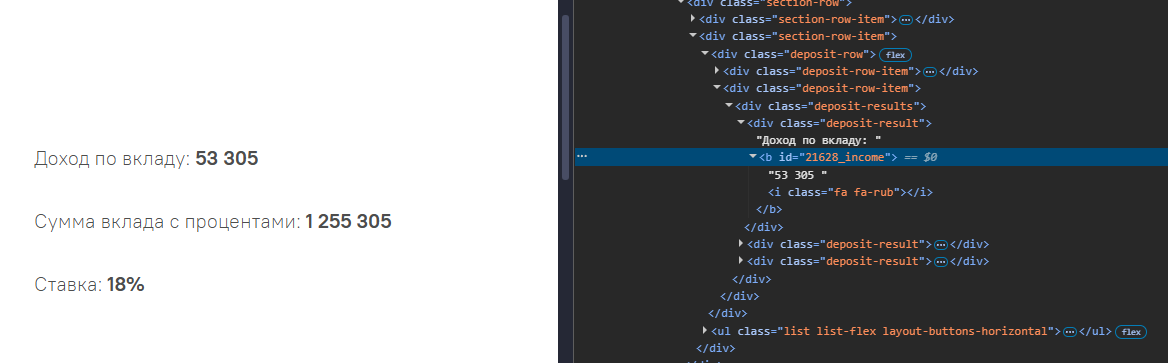 Доход по вкладу: 53 305
Сумма вклада с процентами: 1 255 305
Ставка: 18%
<div class="section-row">
<div class="section-row-item">⋯</div>
<div class="section-row-item">
<div class="deposit-row"> flex
<div class="deposit-row-item">⋯</div>
<div class="deposit-row-item">
<div class="deposit-results">
<div class="deposit-result">
"Доход по вкладу: "
⋯ <b id="21628_income"> == $0
"53 305 "
<i class="fa fa-rub"></i>
</b>
</div>
<div class="deposit-result">⋯</div>
<div class="deposit-result">⋯</div>
</div>
</div>
</div>
<ul class="list list-flex layout-buttons-horizontal">⋯</ul> flex
</div>